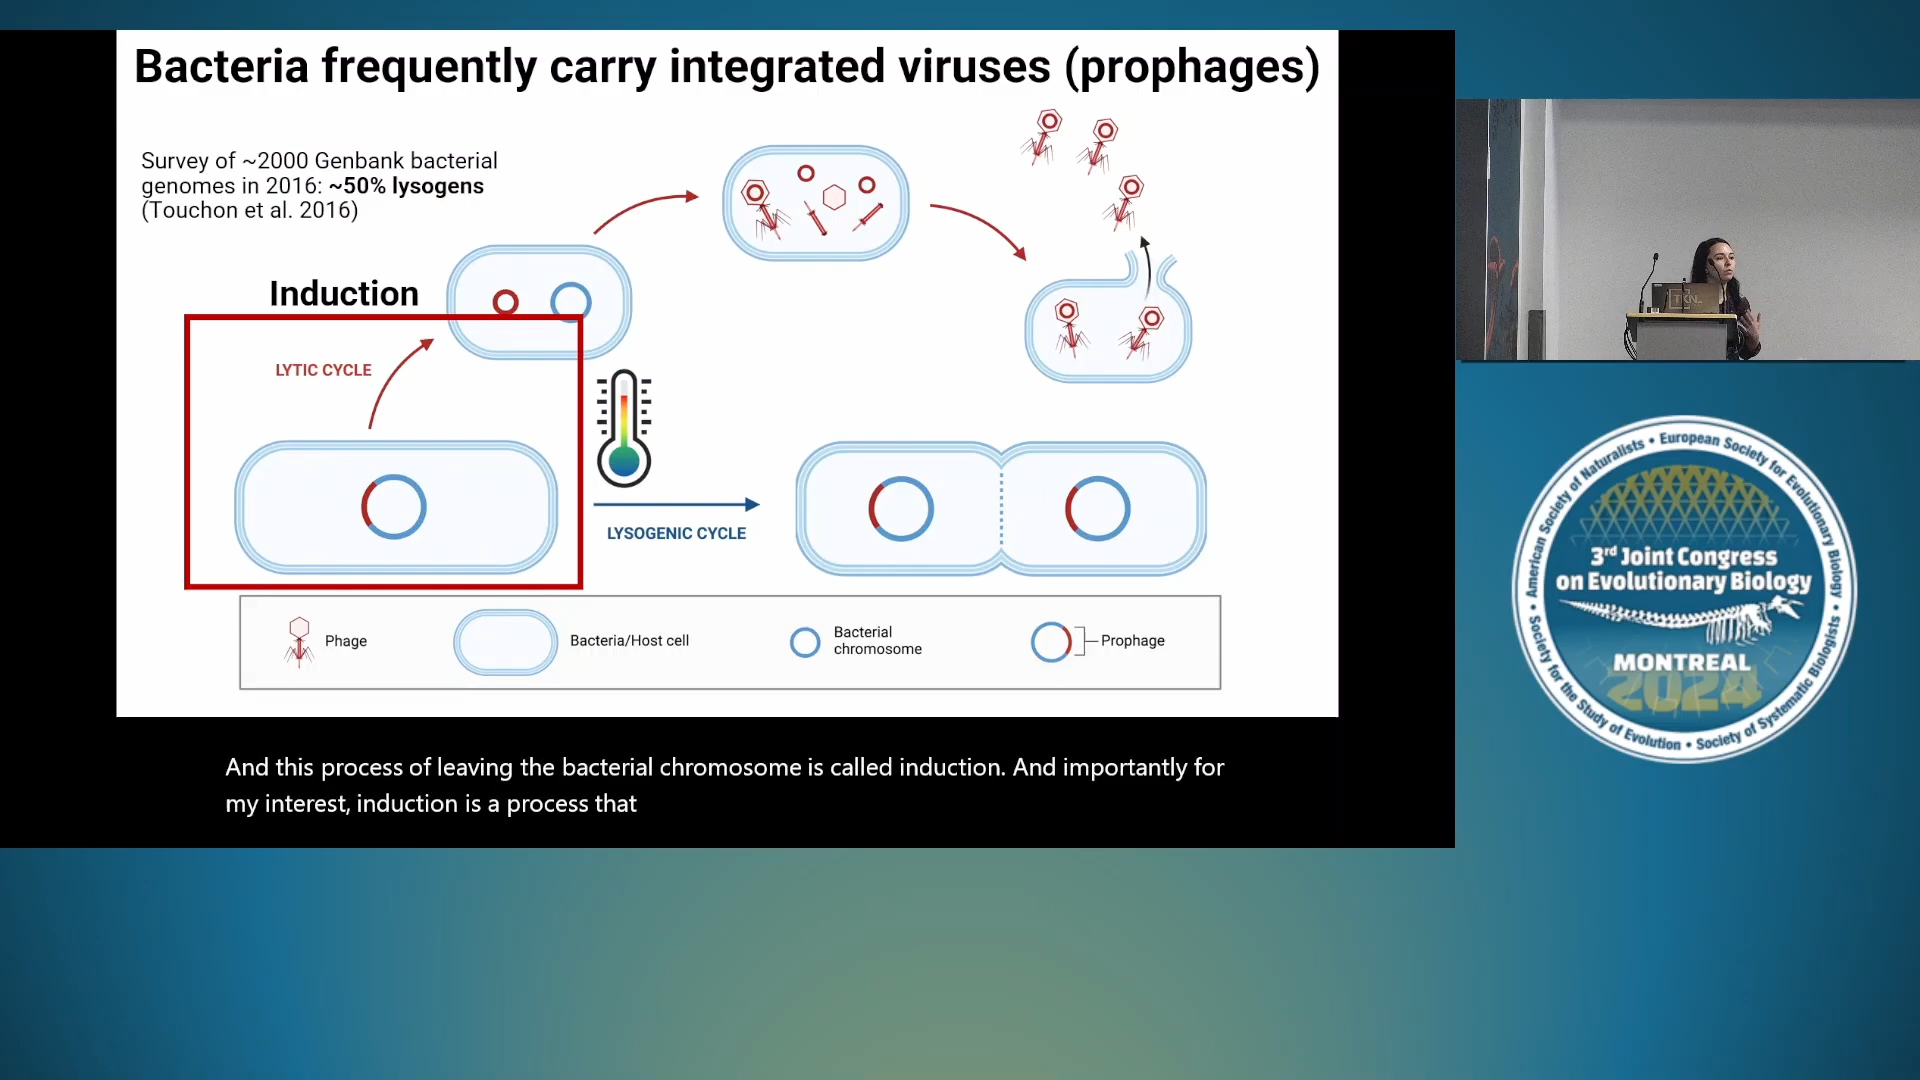 Bacteria frequently carry integrated viruses (prophages)
Survey of ~2000 Genbank bacterial
genomes in 2016: ~50% lysogens
(Touchon et al. 2016)
Induction
LYTIC CYCLE
LYSOGENIC CYCLE
Phage
Bacteria/Host cell
Bacterial
chromosome
Prophage
And this process of leaving the bacterial chromosome is called induction. And importantly for
my interest, induction is a process that
American Society of Naturalists • European Society for Evolutionary Biology • Society of Systematic Biologists • Society for the Study of Evolution •
3rd Joint Congress
on Evolutionary Biology
MONTREAL
2024